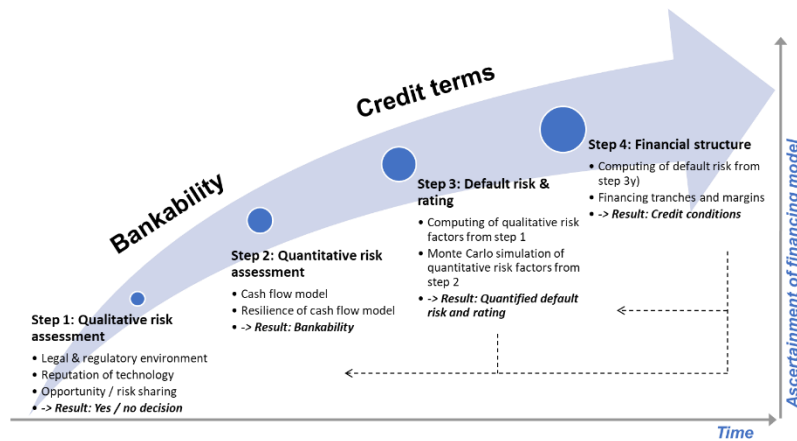 Bankability
Credit terms
Step 1: Qualitative risk
assessment
• Legal & regulatory environment
• Reputation of technology
• Opportunity / risk sharing
• -> Result: Yes / no decision
Step 2: Quantitative risk
assessment
• Cash flow model
• Resilience of cash flow model
• -> Result: Bankability
Step 3: Default risk &
rating
• Computing of qualitative risk
factors from step 1
• Monte Carlo simulation of
quantitative risk factors from
step 2
• -> Result: Quantified default
risk and rating
Step 4: Financial structure
• Computing of default risk from
step 3y)
• Financing tranches and margins
• -> Result: Credit conditions
Time
Ascertainment of financing model